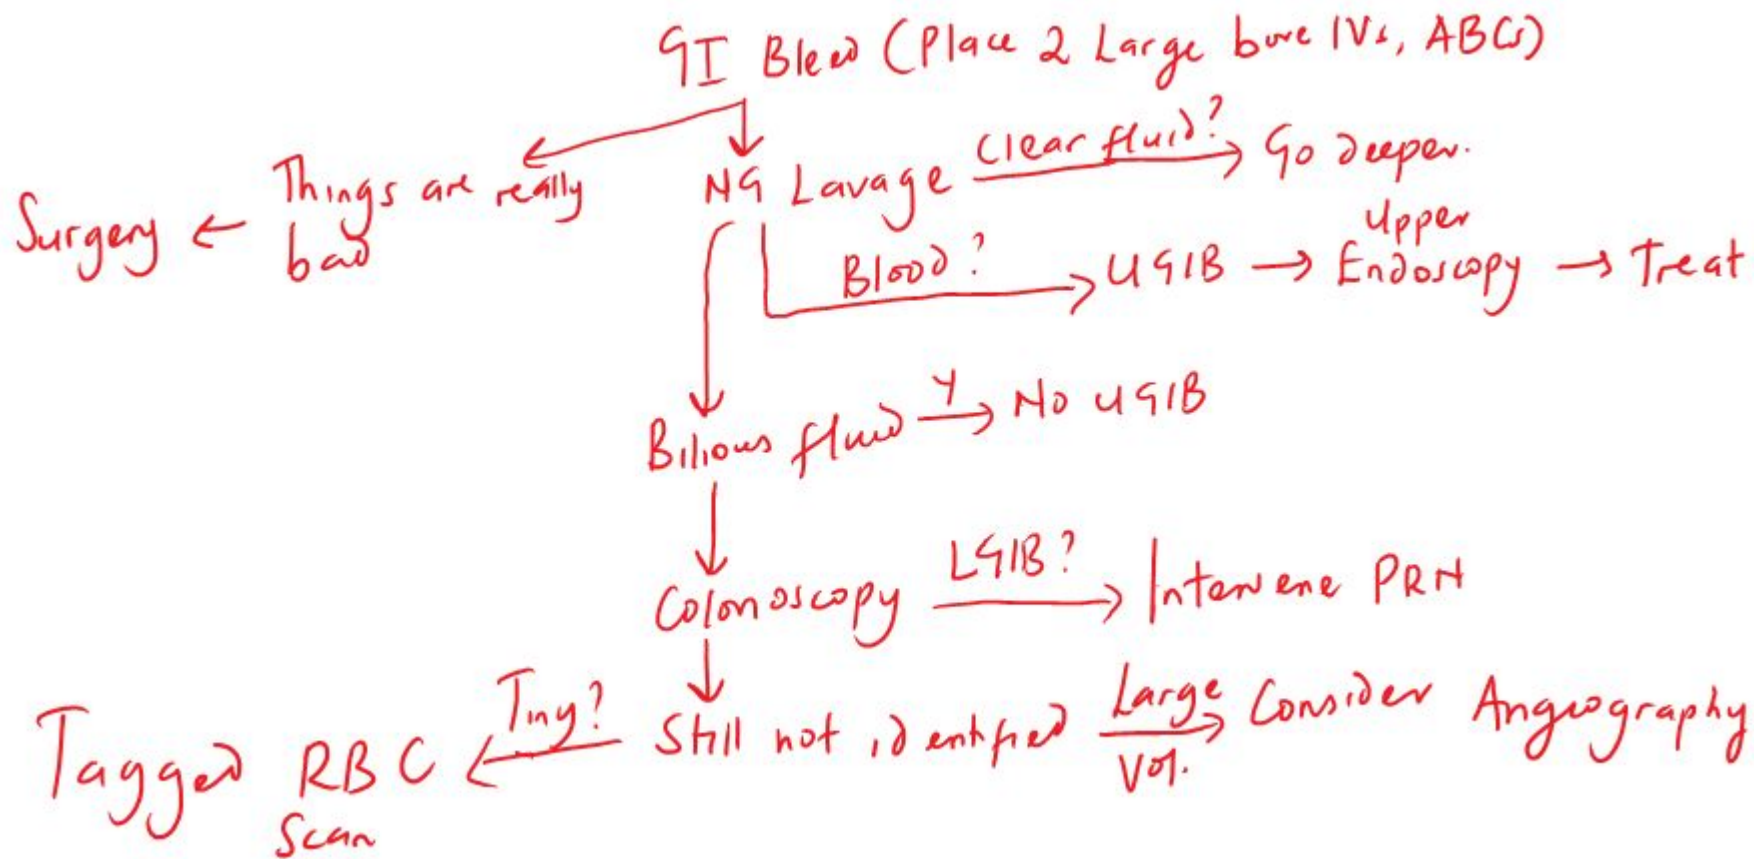 GI Bleed (Place 2 Large bore IVs, ABCs)
Clear fluid?
Go deeper.
Things are really
bad
Surgery
NG Lavage
Blood?
UGIB
Upper
Endoscopy
Treat
Bilious fluid
Y
No UGIB
Colonoscopy
LGIB?
Intervene PRN
Still not identified
Tiny?
Tagged RBC
Scan
Large
Vol.
Consider Angiography